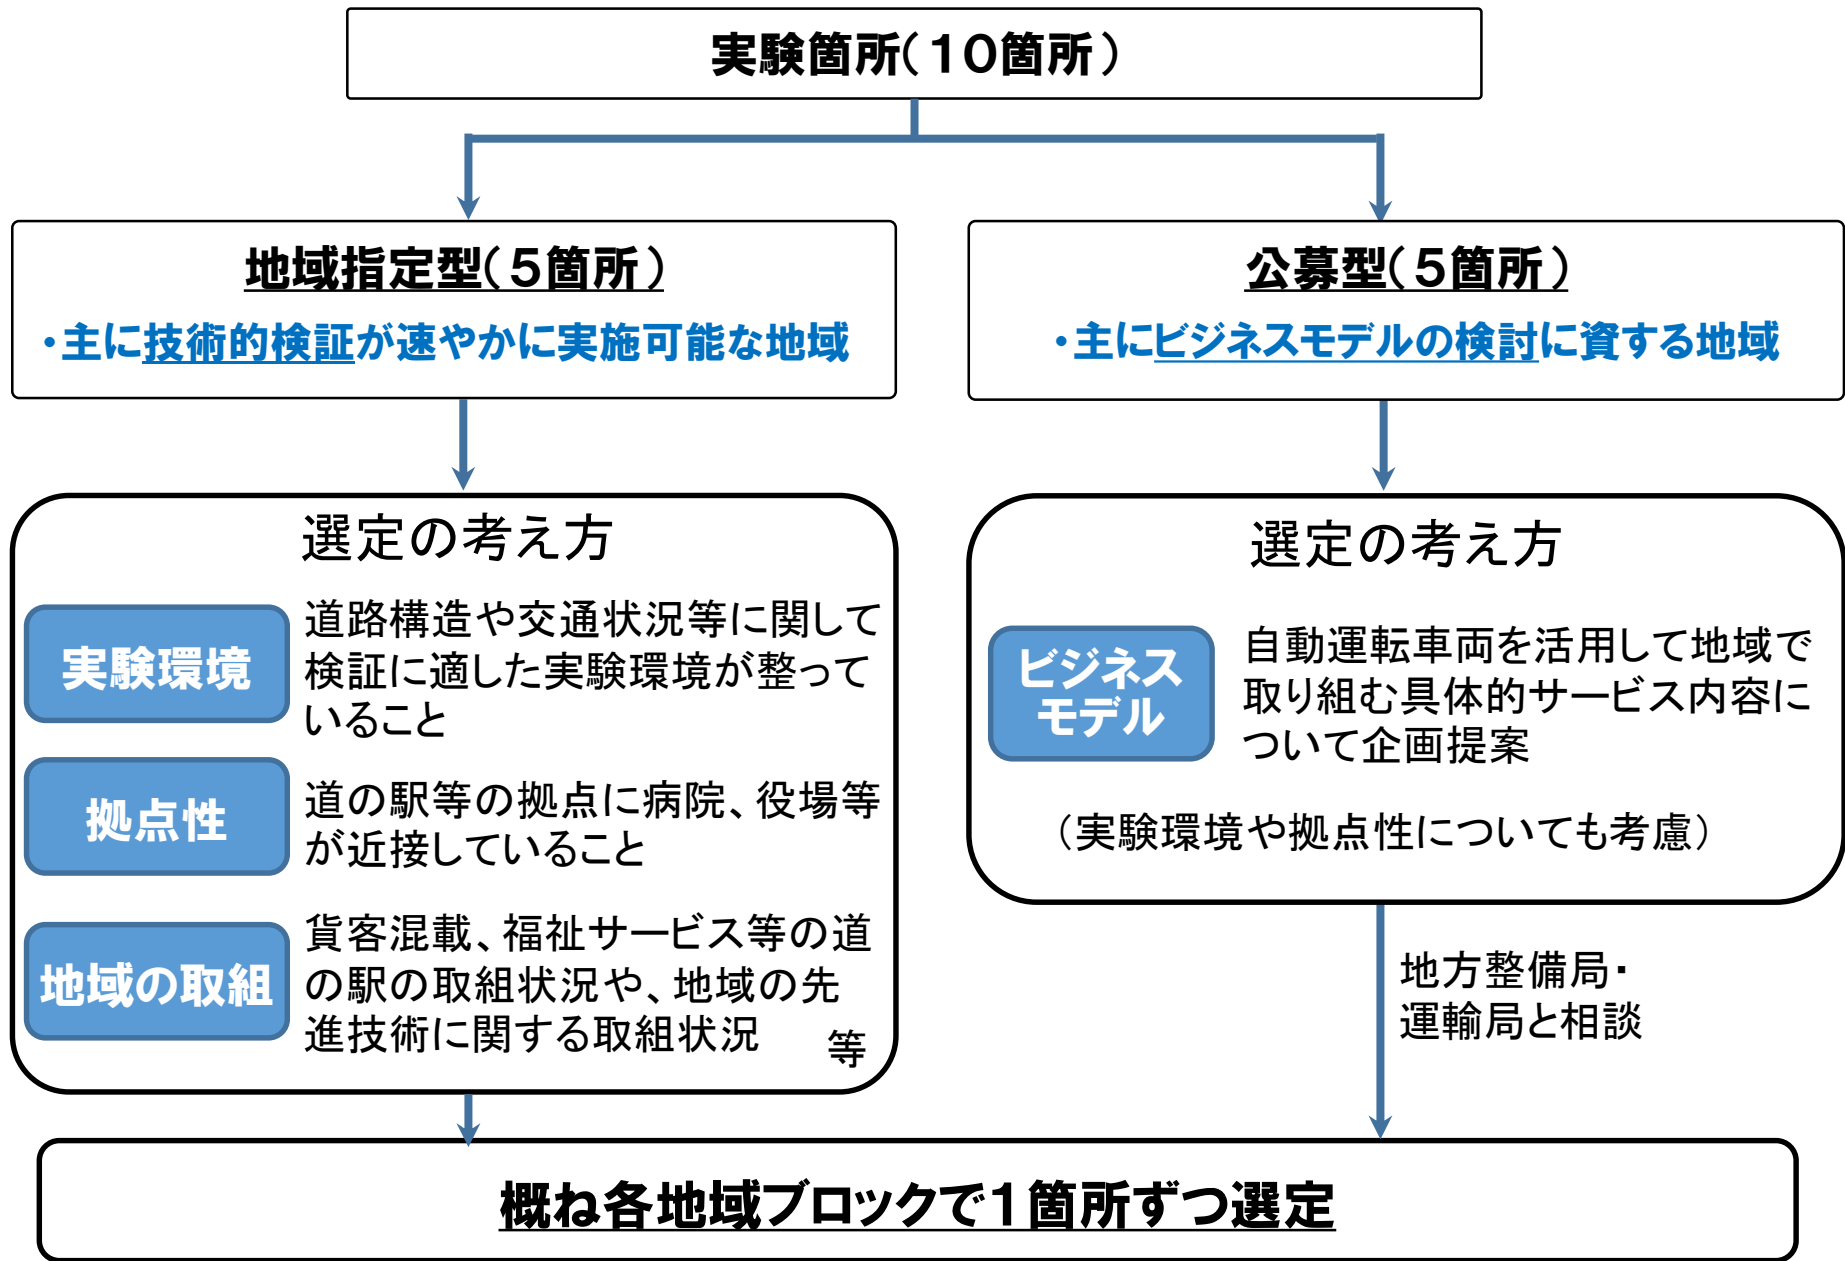 実験箇所（１０箇所）
地域指定型（５箇所）
・主に技術的検証が速やかに実施可能な地域
選定の考え方
実験環境
道路構造や交通状況等に関して
検証に適した実験環境が整って
いること
拠点性
道の駅等の拠点に病院、役場等
が近接していること
地域の取組
貨客混載、福祉サービス等の道
の駅の取組状況や、地域の先
進技術に関する取組状況
等
公募型（５箇所）
・主にビジネスモデルの検討に資する地域
選定の考え方
ビジネス
モデル
自動運転車両を活用して地域で
取り組む具体的サービス内容に
ついて企画提案
（実験環境や拠点性についても考慮）
地方整備局・
運輸局と相談
概ね各地域ブロックで１箇所ずつ選定